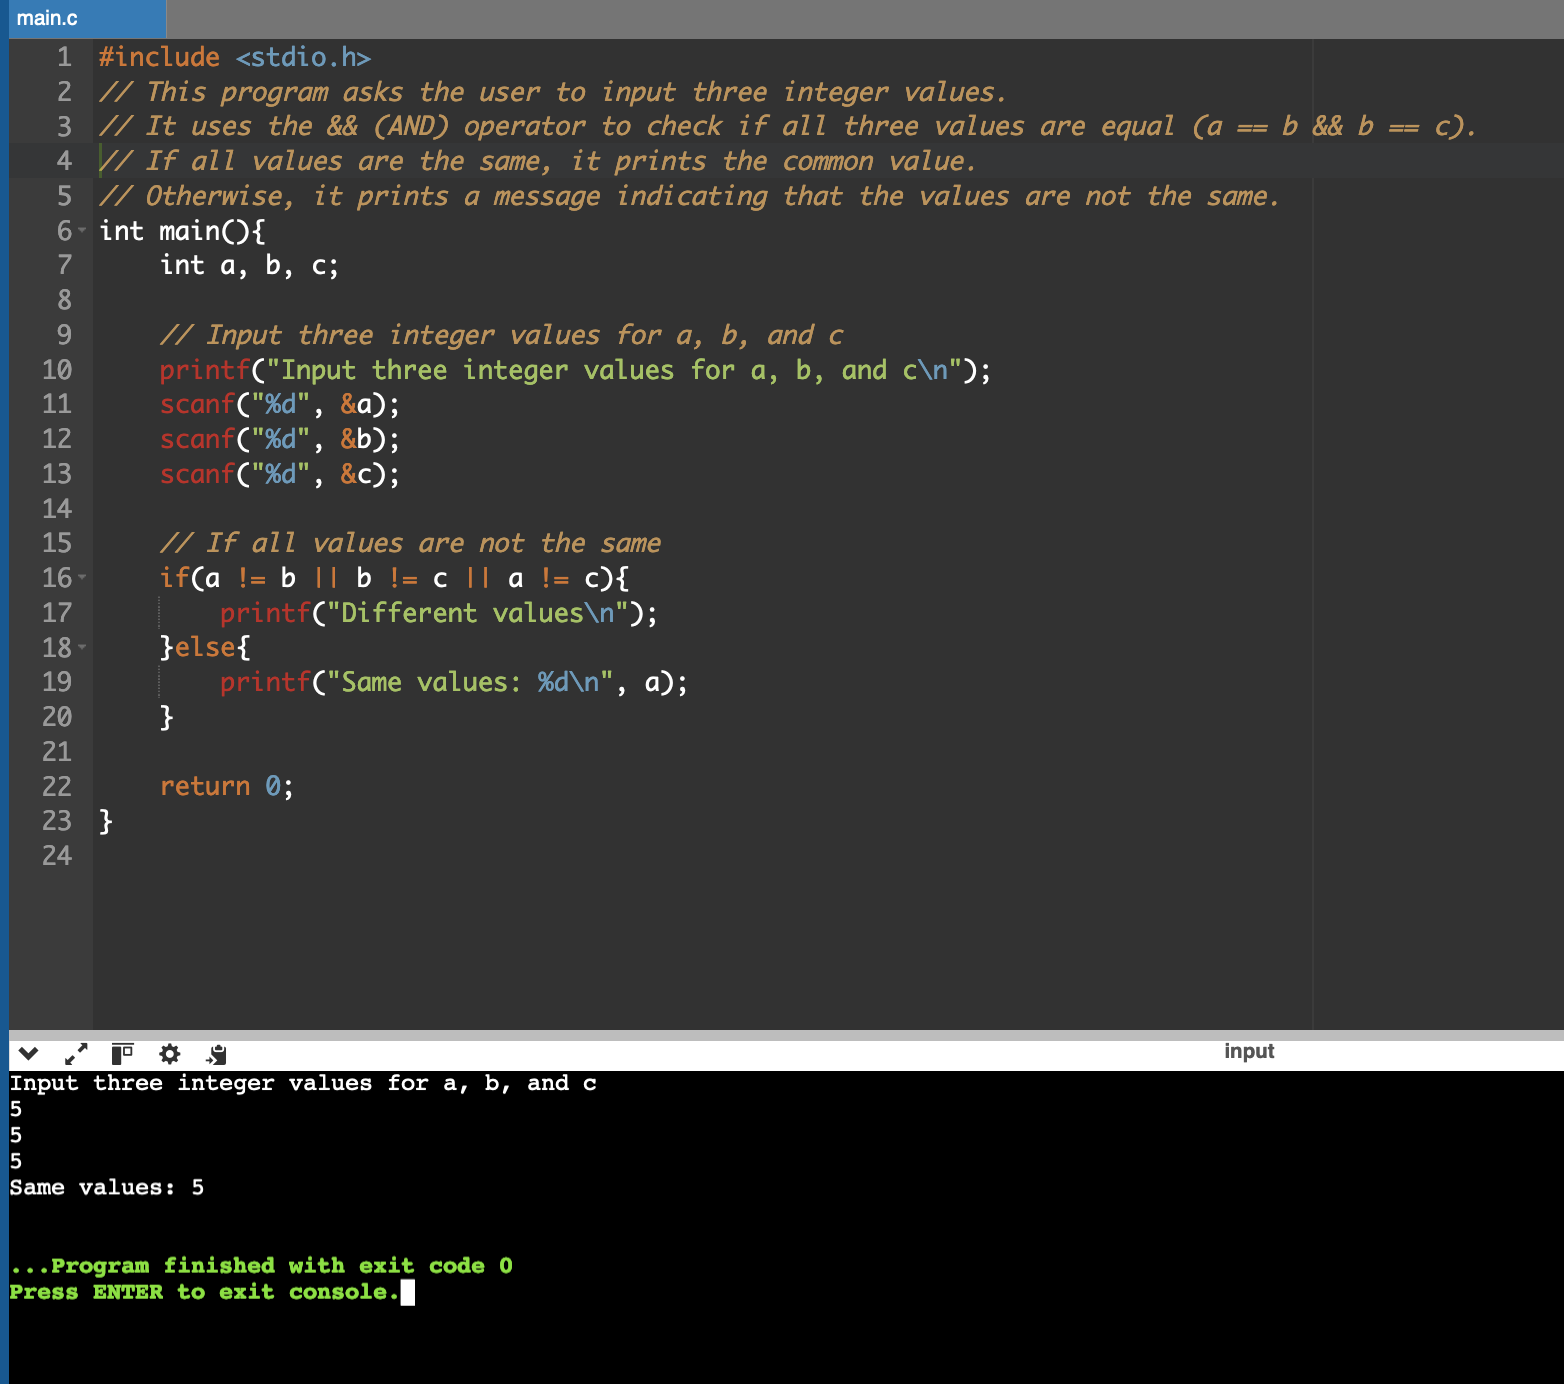 main.c
1 #include <stdio.h>
2 // This program asks the user to input three integer values.
3 // It uses the && (AND) operator to check if all three values are equal (a == b && b == c).
4 // If all values are the same, it prints the common value.
5 // Otherwise, it prints a message indicating that the values are not the same.
6 int main(){
7     int a, b, c;
8
9     // Input three integer values for a, b, and c
10     printf("Input three integer values for a, b, and c\n");
11     scanf("%d", &a);
12     scanf("%d", &b);
13     scanf("%d", &c);
14
15     // If all values are not the same
16     if(a != b || b != c || a != c){
17         printf("Different values\n");
18     }else{
19         printf("Same values: %d\n", a);
20     }
21
22     return 0;
23 }
24
input
Input three integer values for a, b, and c
5
5
5
Same values: 5
...Program finished with exit code 0
Press ENTER to exit console.